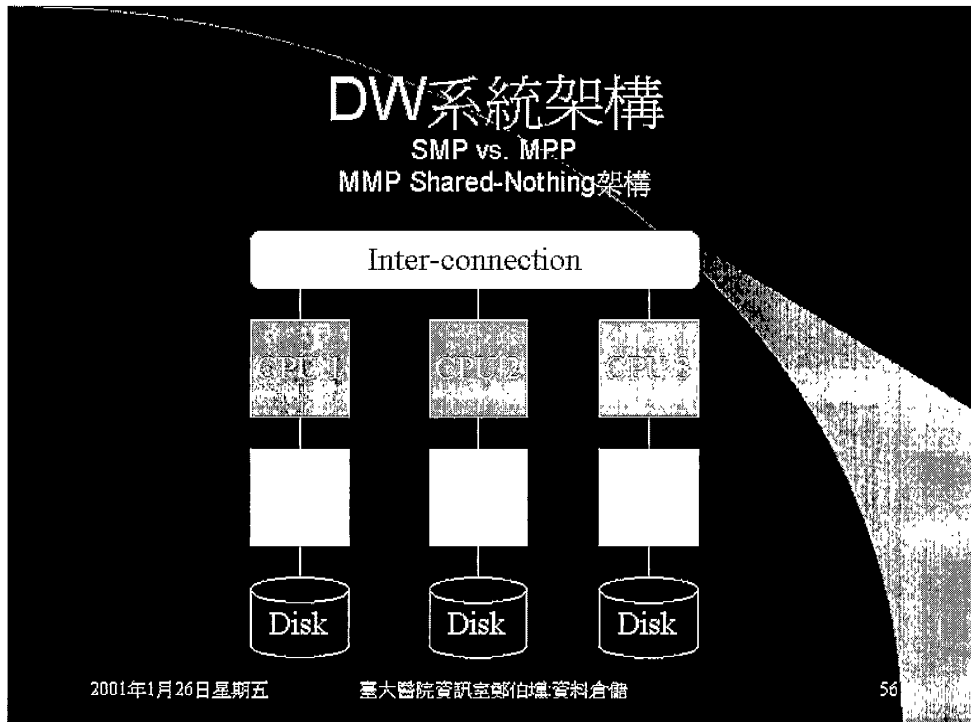 DW系統架構
SMP vs. MPP
MMP Shared-Nothing架構
Inter-connection
CPU 1 CPU 2 CPU 3
Disk Disk Disk
2001年1月26日星期五 臺大醫院資訊室鄭伯壎:資料倉儲 56